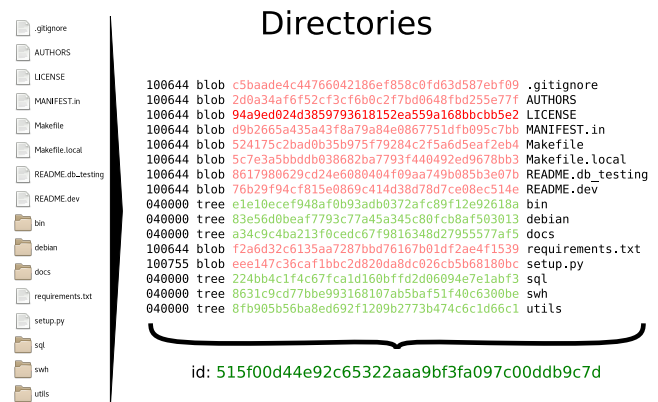 Directories
.gitignore
AUTHORS
LICENSE
MANIFEST.in
Makefile
Makefile.local
README.db_testing
README.dev
bin
debian
docs
requirements.txt
setup.py
sql
swh
utils
100644 blob c5baade4c44766042186ef858c0fd63d587ebf09 .gitignore
100644 blob 2d0a34af6f52cf3cf6b0c2f7bd0648fbd255e77f AUTHORS
100644 blob 94a9ed024d3859793618152ea559a168bbcbb5e2 LICENSE
100644 blob d9b2665a435a43f8a79a84e0867751dfb095c7bb MANIFEST.in
100644 blob 524175c2bad0b35b975f79284c2f5a6d5eaf2eb4 Makefile
100644 blob 5c7e3a5bbddb038682ba7793f440492ed9678bb3 Makefile.local
100644 blob 8617980629cd24e6080404f09aa749b085b3e07b README.db_testing
100644 blob 76b29f94cf815e0869c414d38d78d7ce08ec514e README.dev
040000 tree e1e10ecef948af0b93adb0372afc89f12e92618a bin
040000 tree 83e56d0beaf7793c77a45a345c80fcb8af503013 debian
040000 tree a34c9c4ba213f0cedc67f9816348d27955577af5 docs
100644 blob f2a6d32c6135aa7287bbd76167b01df2ae4f1539 requirements.txt
100755 blob eee147c36caf1bbc2d820da8dc026cb5b68180bc setup.py
040000 tree 224bb4c1f4c67fca1d160bffd2d06094e7e1abf3 sql
040000 tree 8631c9cd77bbe993168107ab5baf51f40c6300be swh
040000 tree 8fb905b56ba8ed692f1209b2773b474c6c1d66c1 utils
id: 515f00d44e92c65322aaa9bf3fa097c00ddb9c7d